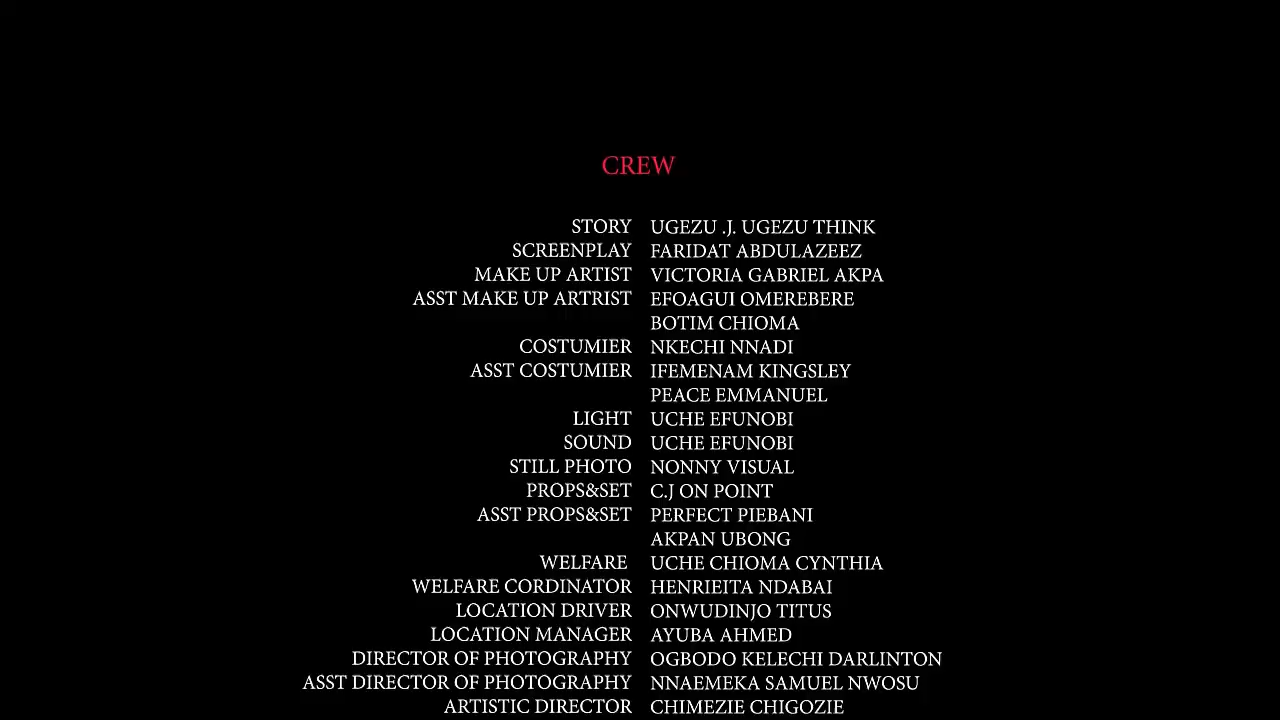 CREW
STORY UGEZU .J. UGEZU THINK
SCREENPLAY FARIDAT ABDULAZEEZ
MAKE UP ARTIST VICTORIA GABRIEL AKPA
ASST MAKE UP ARTRIST EFOAGUI OMEREBERE
BOTIM CHIOMA
COSTUMIER NKECHI NNADI
ASST COSTUMIER IFEMENAM KINGSLEY
PEACE EMMANUEL
LIGHT UCHE EFUNOBI
SOUND UCHE EFUNOBI
STILL PHOTO NONNY VISUAL
PROPS&SET C.J ON POINT
ASST PROPS&SET PERFECT PIEBANI
AKPAN UBONG
WELFARE UCHE CHIOMA CYNTHIA
WELFARE CORDINATOR HENRIEITA NDABAI
LOCATION DRIVER ONWUDINJO TITUS
LOCATION MANAGER AYUBA AHMED
DIRECTOR OF PHOTOGRAPHY OGBODO KELECHI DARLINTON
ASST DIRECTOR OF PHOTOGRAPHY NNAEMEKA SAMUEL NWOSU
ARTISTIC DIRECTOR CHIMEZIE CHIGOZIE